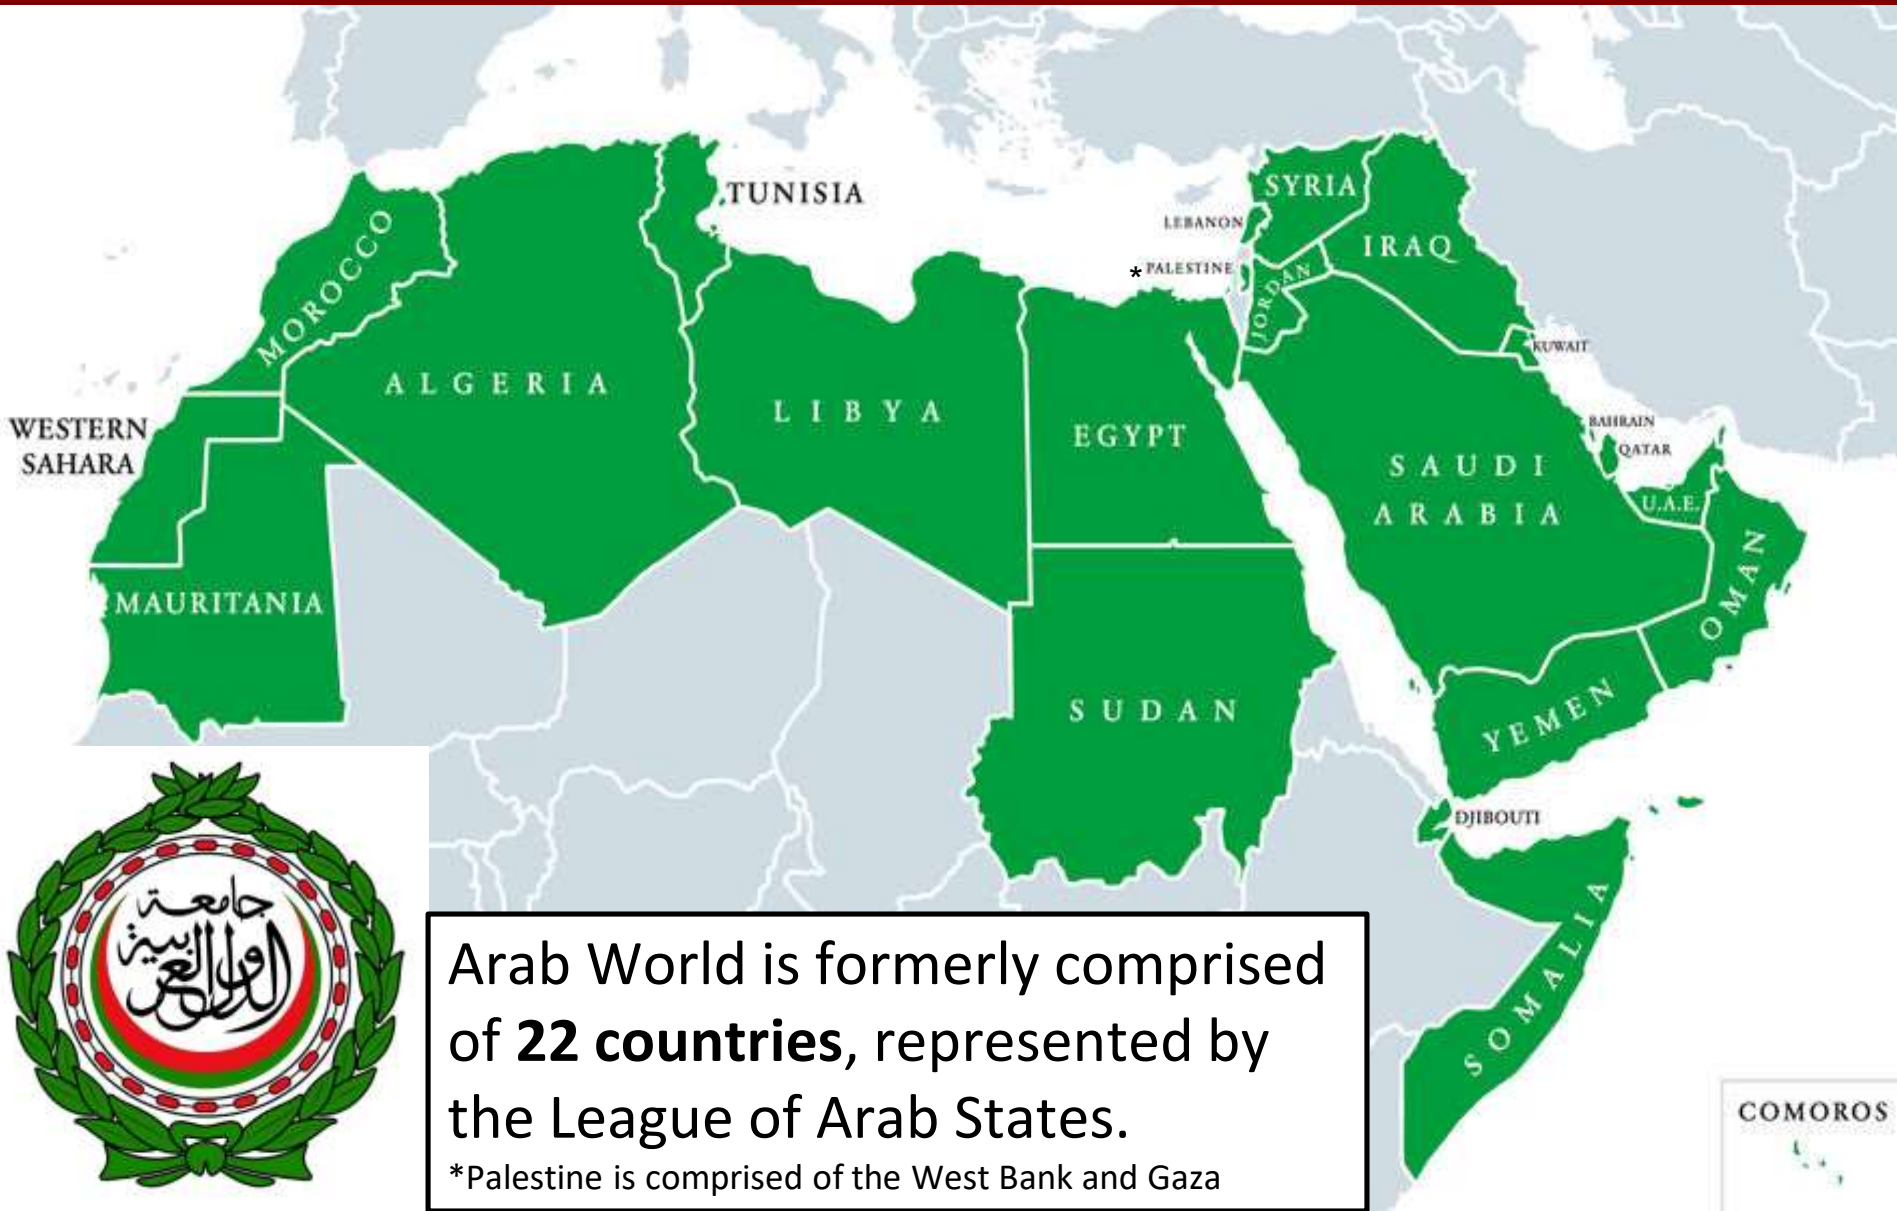 TUNISIA
SYRIA
LEBANON
IRAQ
*PALESTINE
JORDAN
MOROCCO
KUWAIT
ALGERIA
LIBYA
EGYPT
BAHRAIN
QATAR
WESTERN
SAHARA
SAUDI
ARABIA
U.A.E.
OMAN
MAURITANIA
SUDAN
YEMEN
DJIBOUTI
SOMALIA
جامعة
الدول العربية
Arab World is formerly comprised
of 22 countries, represented by
the League of Arab States.
*Palestine is comprised of the West Bank and Gaza
COMOROS